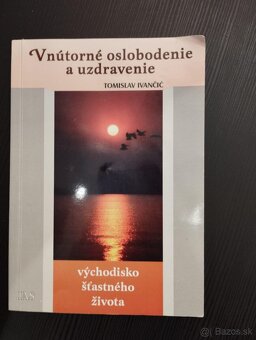 Vnútorné oslobodenie
a uzdravenie
TOMISLAV IVANČIĆ
východisko
šťastného
života
© Bazos.sk